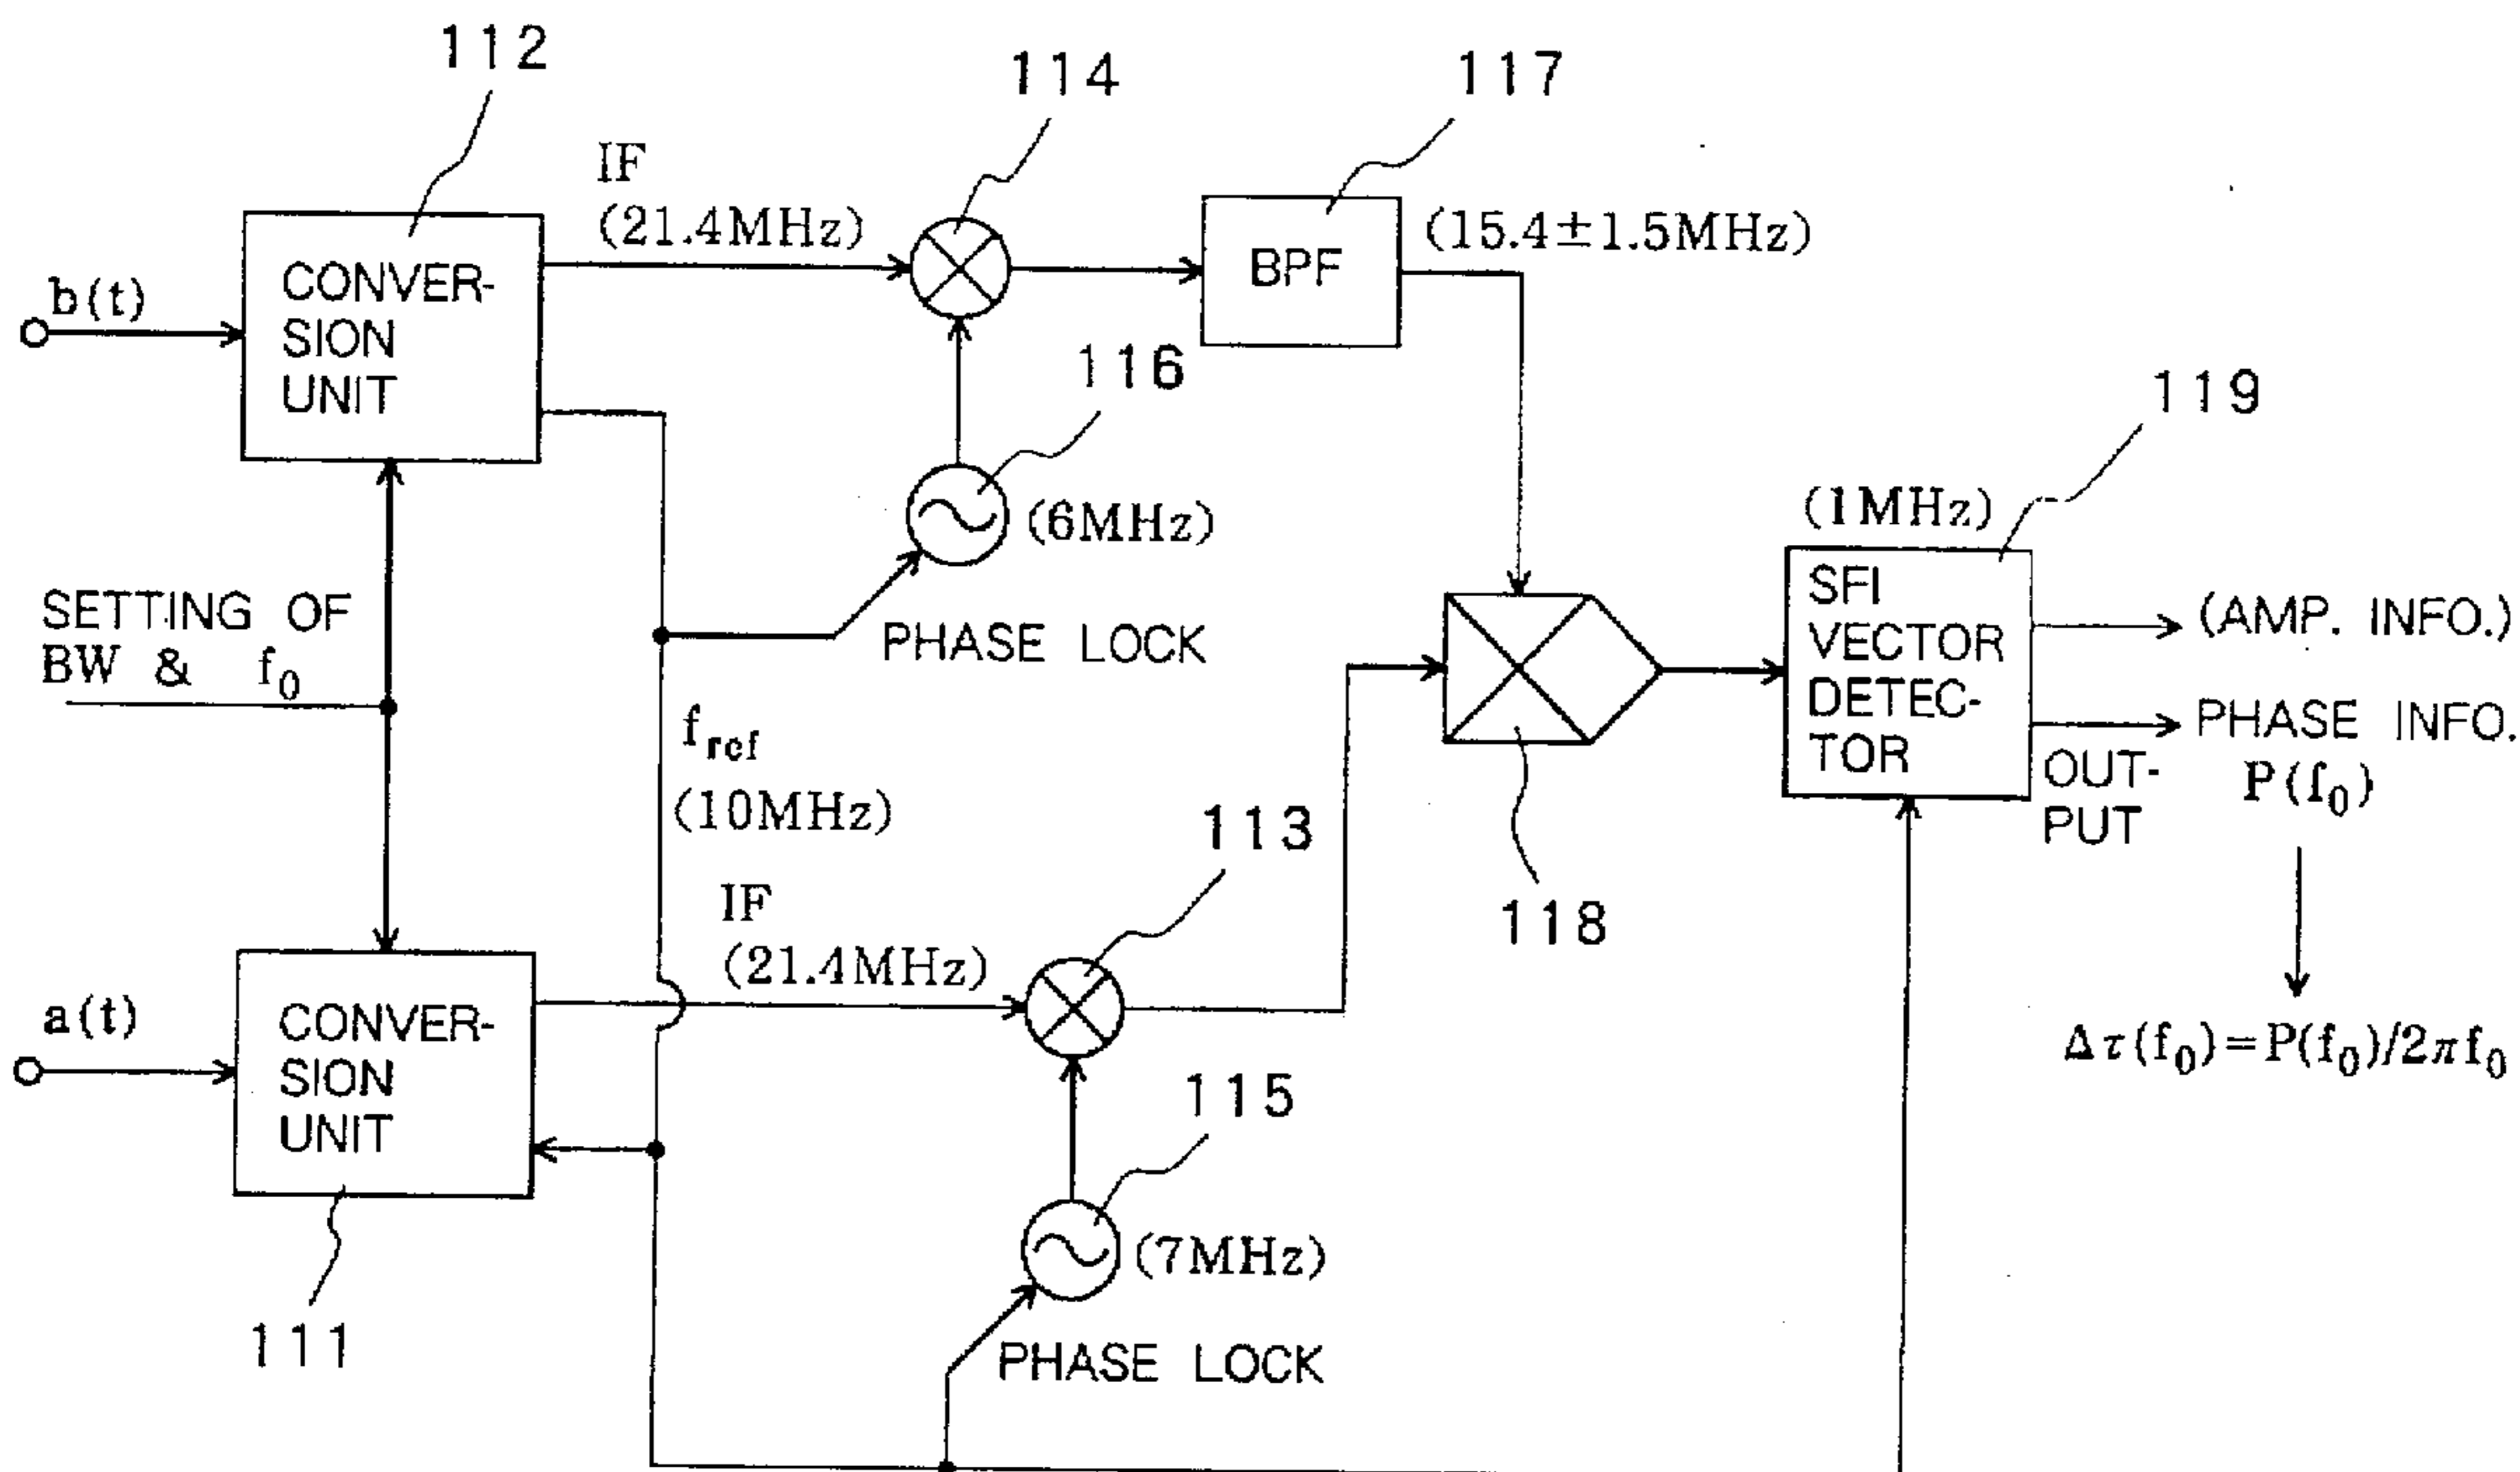 112
114
117
IF
(21.4MHz)
(15.4±1.5MHz)
b(t)
CONVER-
SION
UNIT
BPF
116
119
(6MHz)
(1MHz)
SETTING OF
BW & f₀
PHASE LOCK
SFI
VECTOR
DETEC-
TOR
(AMP. INFO.)
PHASE INFO.
OUT-
PUT
P(f₀)
f_ref
(10MHz)
113
118
IF
(21.4MHz)
a(t)
CONVER-
SION
UNIT
Δτ(f₀)=P(f₀)/2πf₀
115
(7MHz)
111
PHASE LOCK